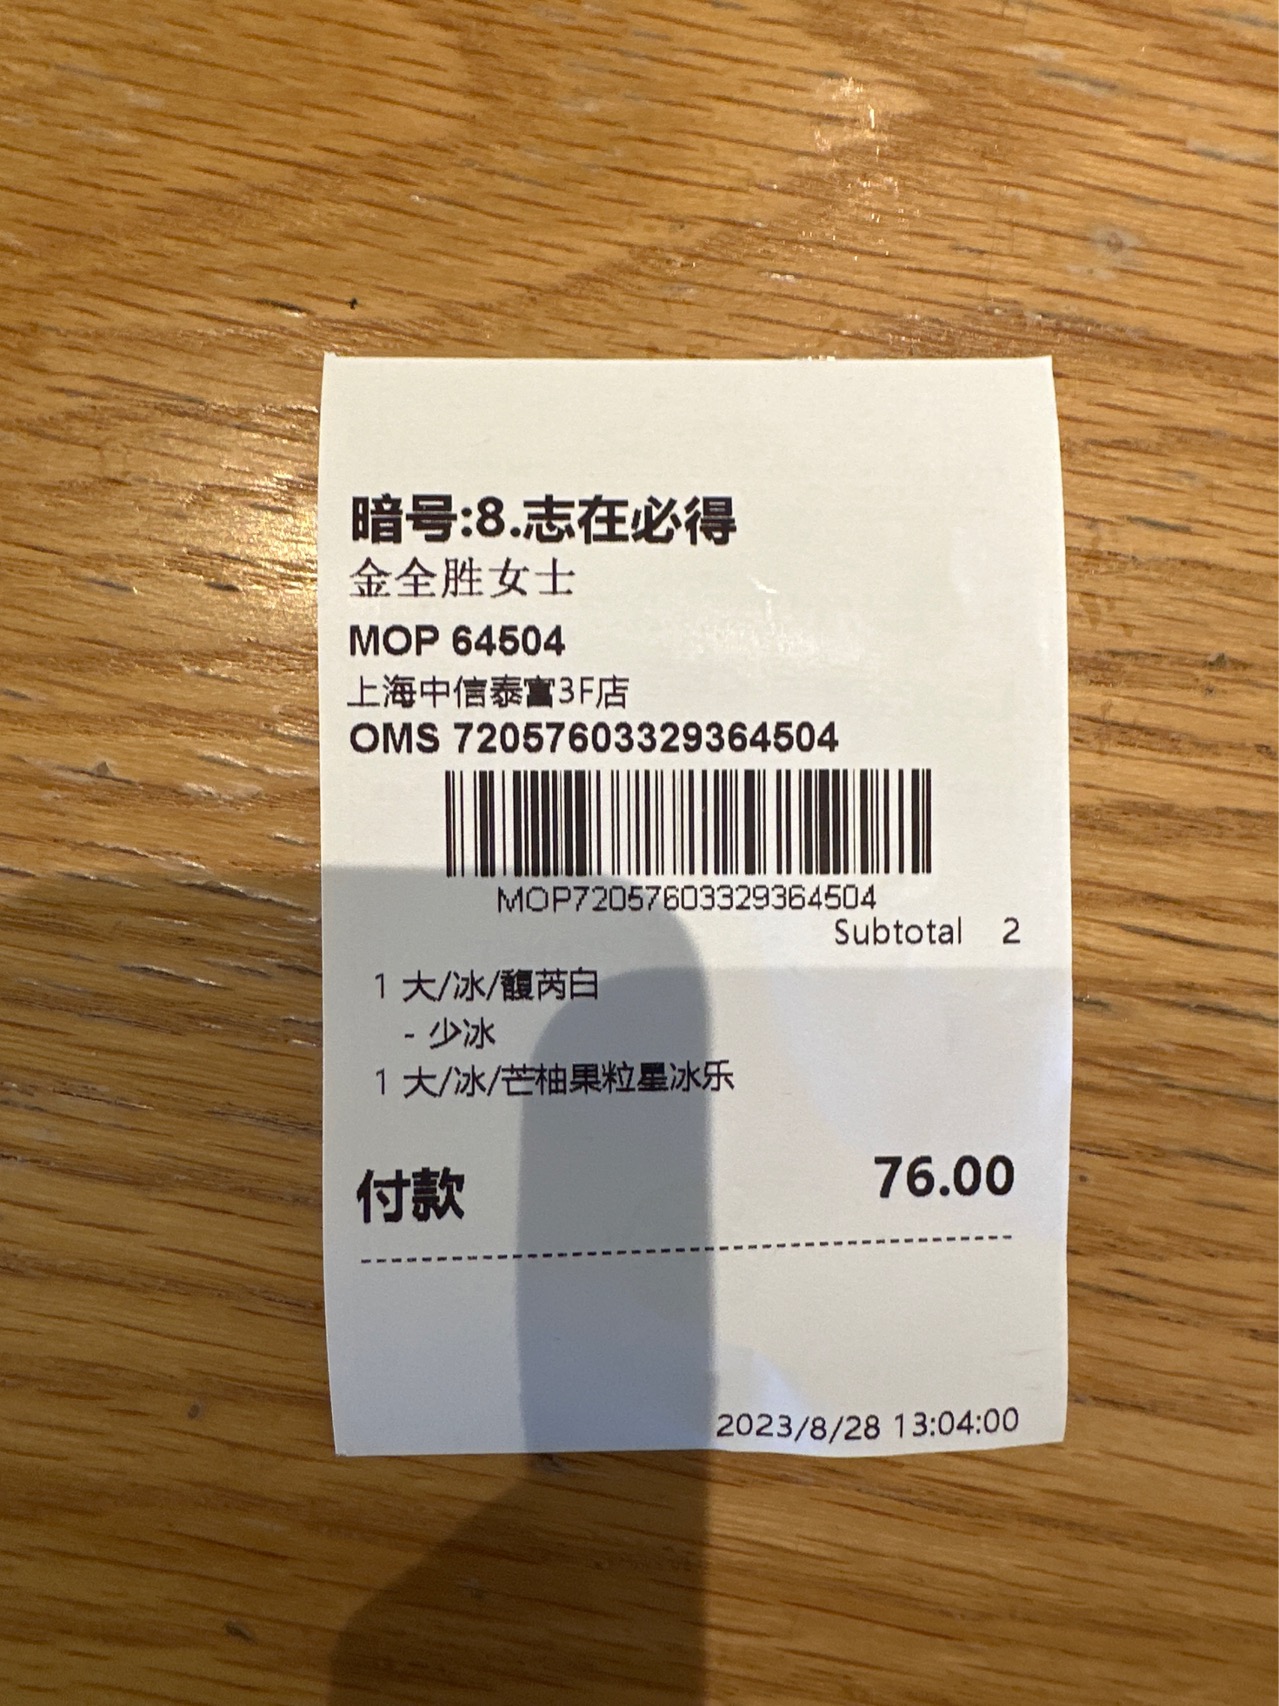 暗号:8.志在必得
金全胜女士
MOP 64504
上海中信泰富3F店
OMS 72057603329364504
MOP72057603329364504
Subtotal 2
1 大/冰/馥芮白
- 少冰
1 大/冰/芒柚果粒星冰乐
付款 76.00
2023/8/28 13:04:00